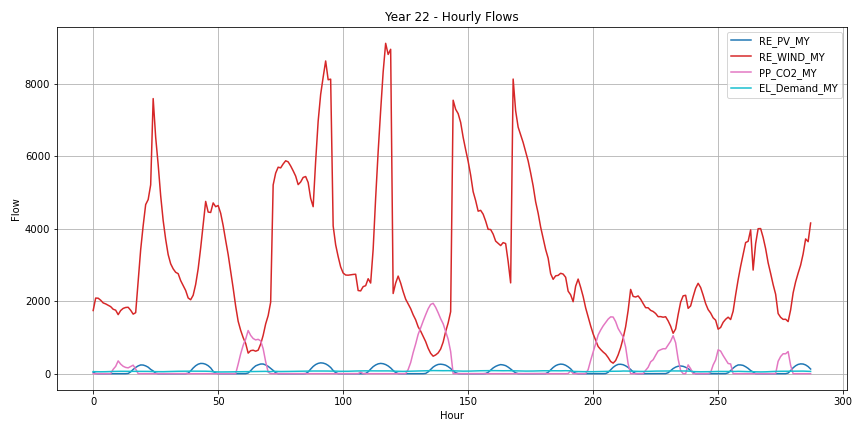 Year 22 - Hourly Flows
RE_PV_MY
RE_WIND_MY
PP_CO2_MY
EL_Demand_MY
8000
6000
4000
2000
0
Flow
0 50 100 150 200 250 300
Hour